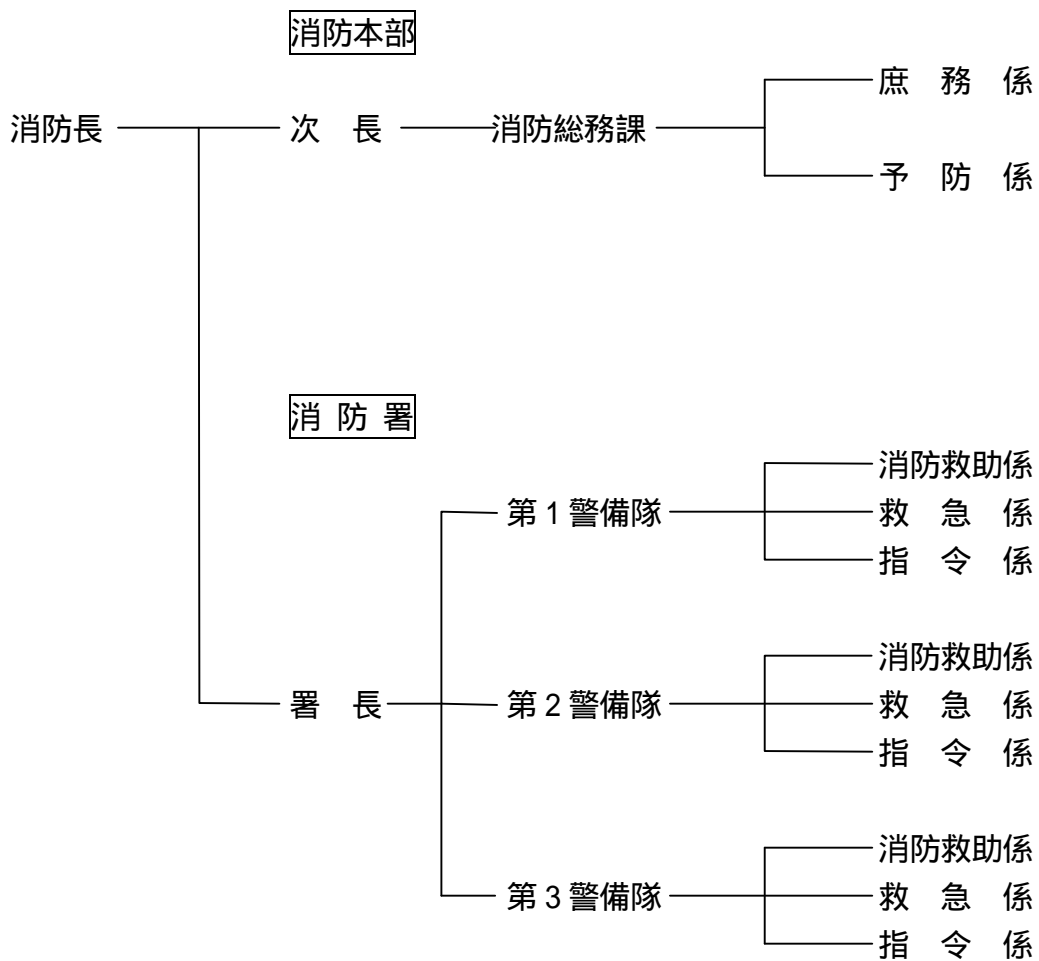 消防本部
庶　務　係
消防長 次　長 消防総務課
予　防　係
消 防 署
消防救助係
第１警備隊 救　急　係
指　令　係
消防救助係
署　長 第２警備隊 救　急　係
指　令　係
消防救助係
第３警備隊 救　急　係
指　令　係